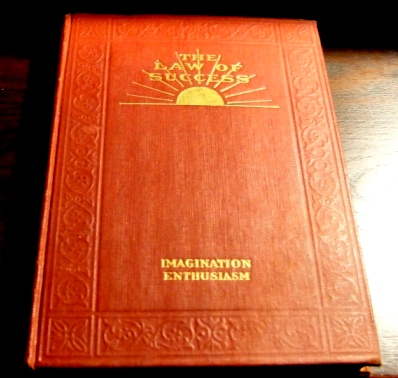 THE
LAW OF
SUCCESS
IMAGINATION
ENTHUSIASM